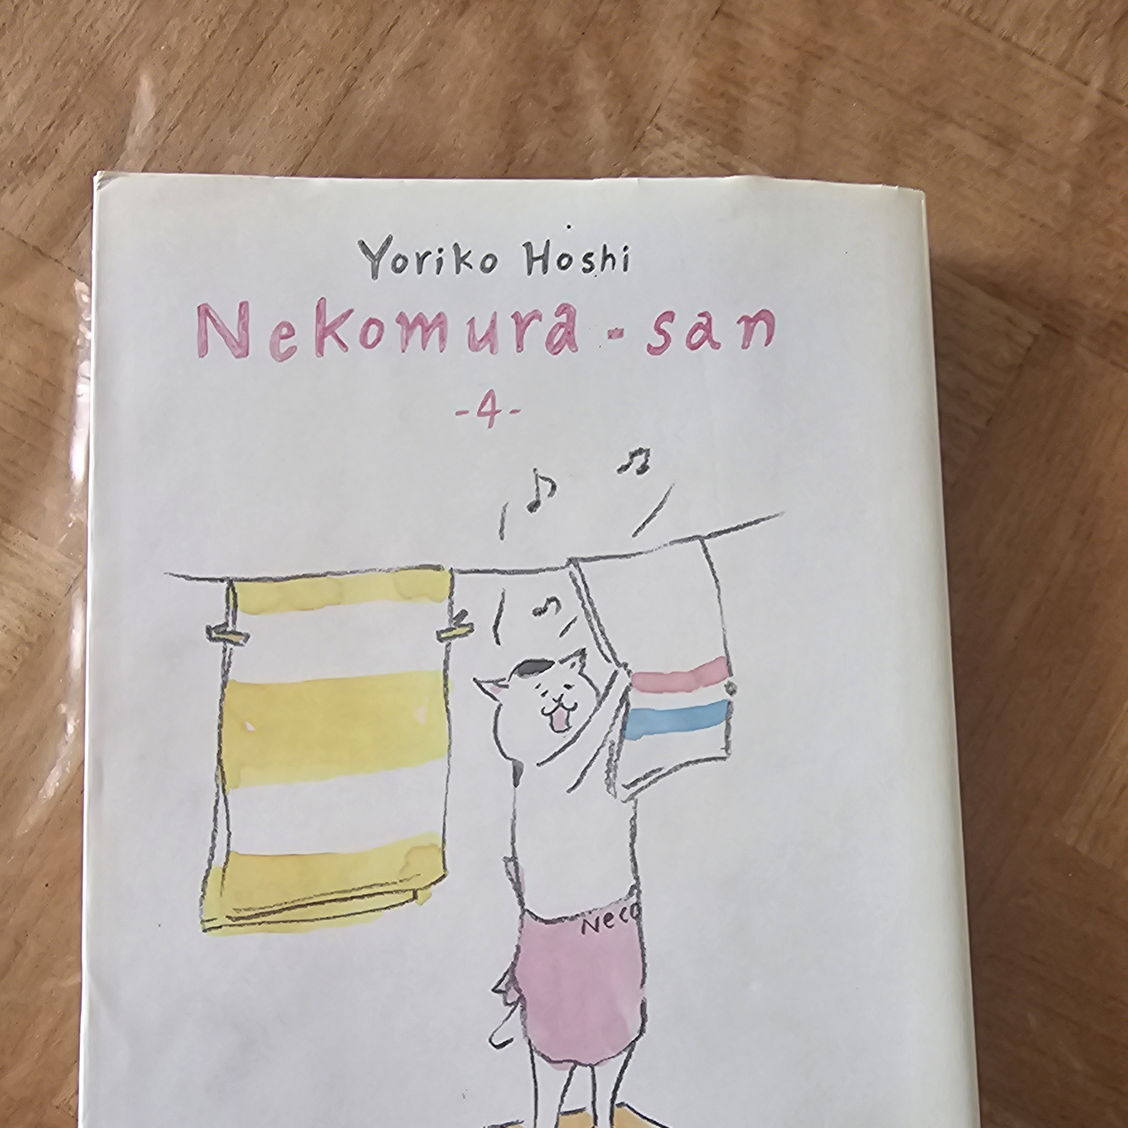 Yoriko Hoshi
Nekomura-san
-4-
Neco